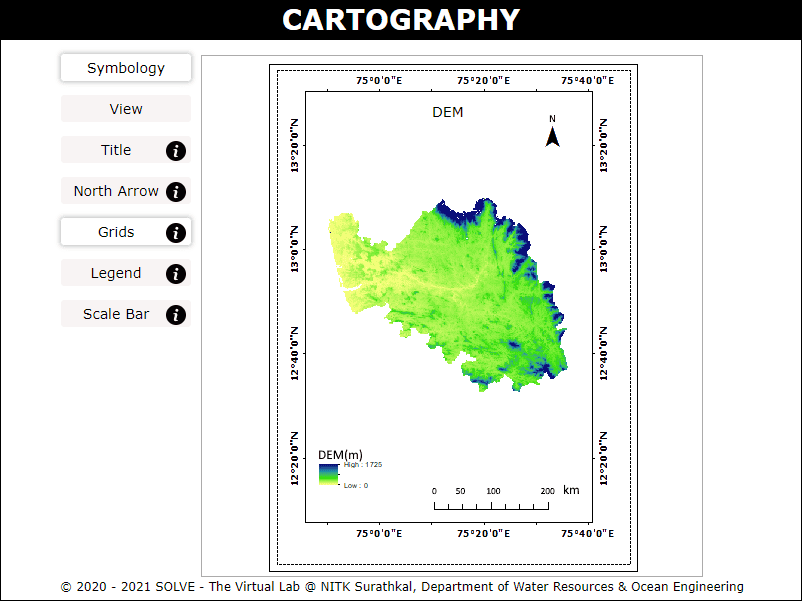 CARTOGRAPHY
Symbology
View
Title i
North Arrow i
Grids i
Legend i
Scale Bar i
75°0'0"E 75°20'0"E 75°40'0"E
DEM
N
13°20'0"N 13°20'0"N
13°0'0"N 13°0'0"N
12°40'0"N 12°40'0"N
12°20'0"N 12°20'0"N
DEM(m)
High : 1725
Low : 0
0 50 100 200 km
75°0'0"E 75°20'0"E 75°40'0"E
© 2020 - 2021 SOLVE - The Virtual Lab @ NITK Surathkal, Department of Water Resources & Ocean Engineering